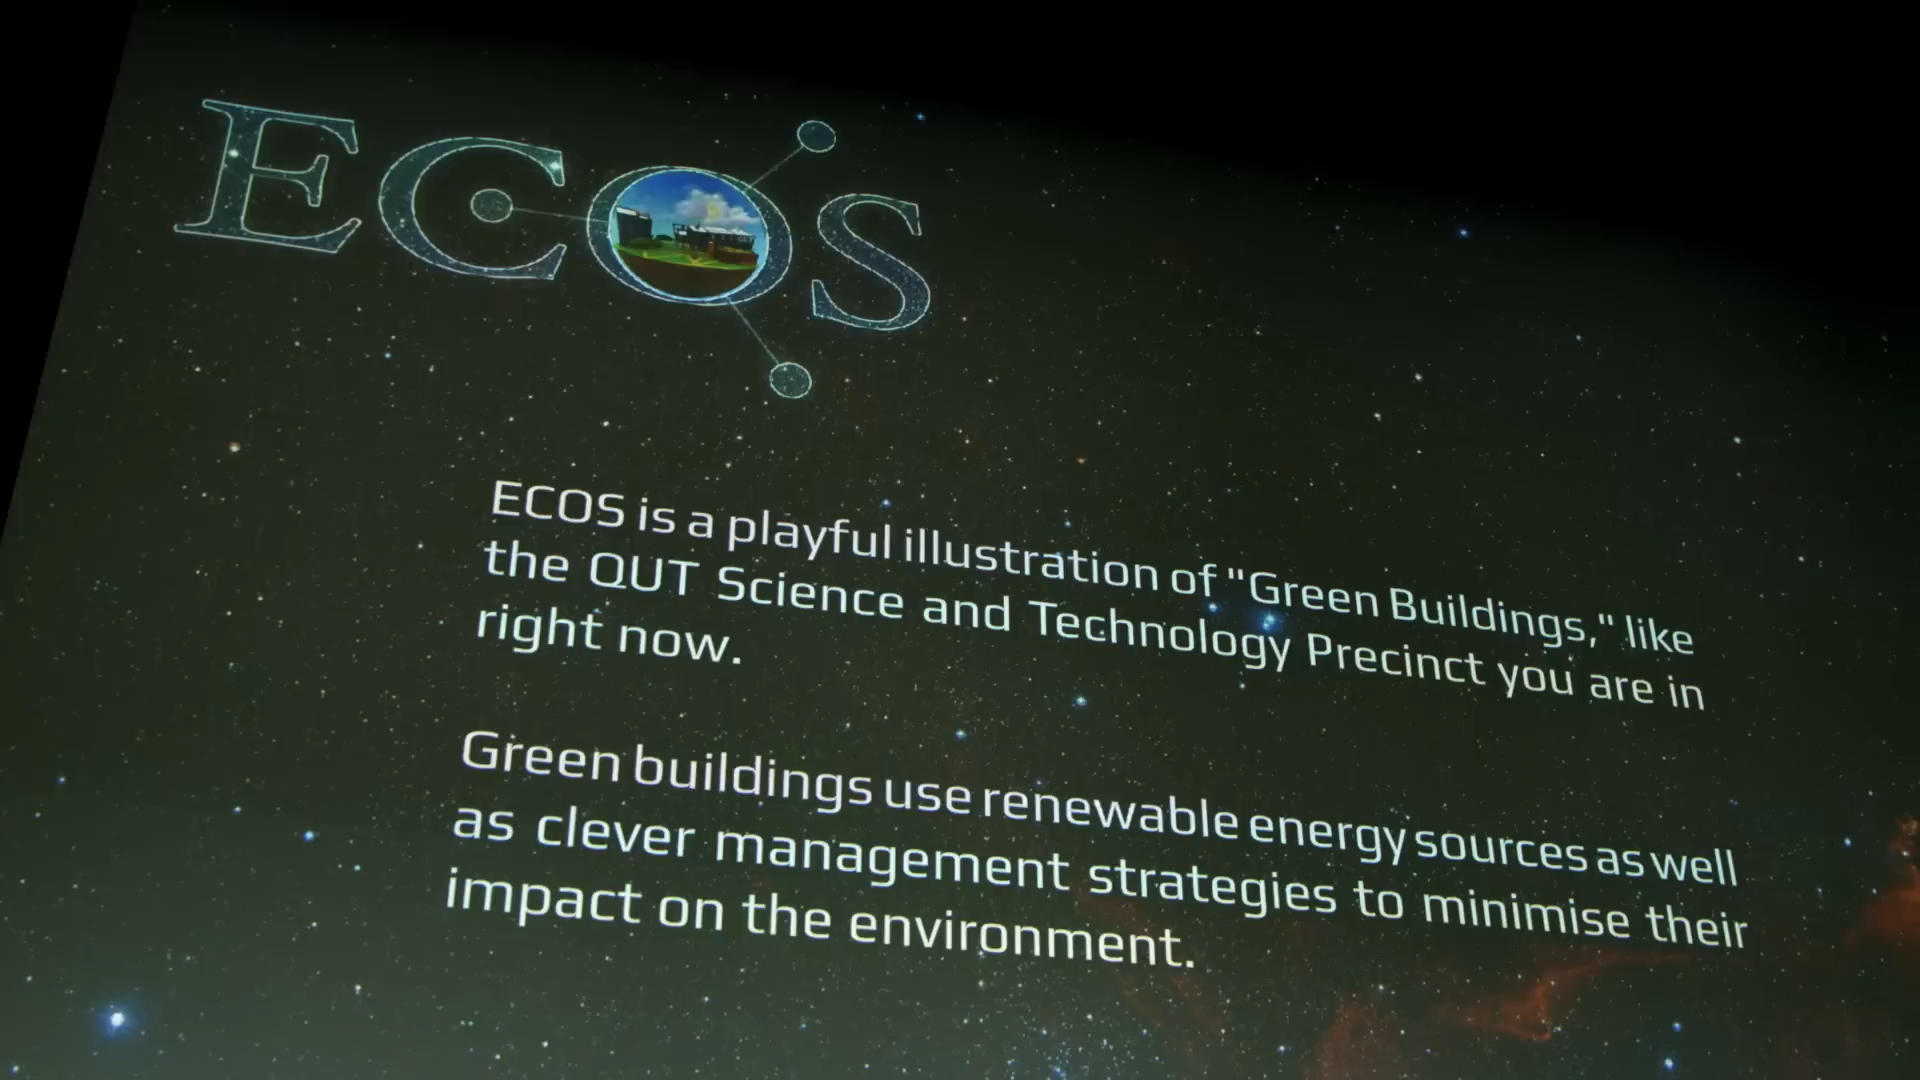 ECOS
ECOS is a playful illustration of "Green Buildings," like
the QUT Science and Technology Precinct you are in
right now.
Green buildings use renewable energy sources as well
as clever management strategies to minimise their
impact on the environment.